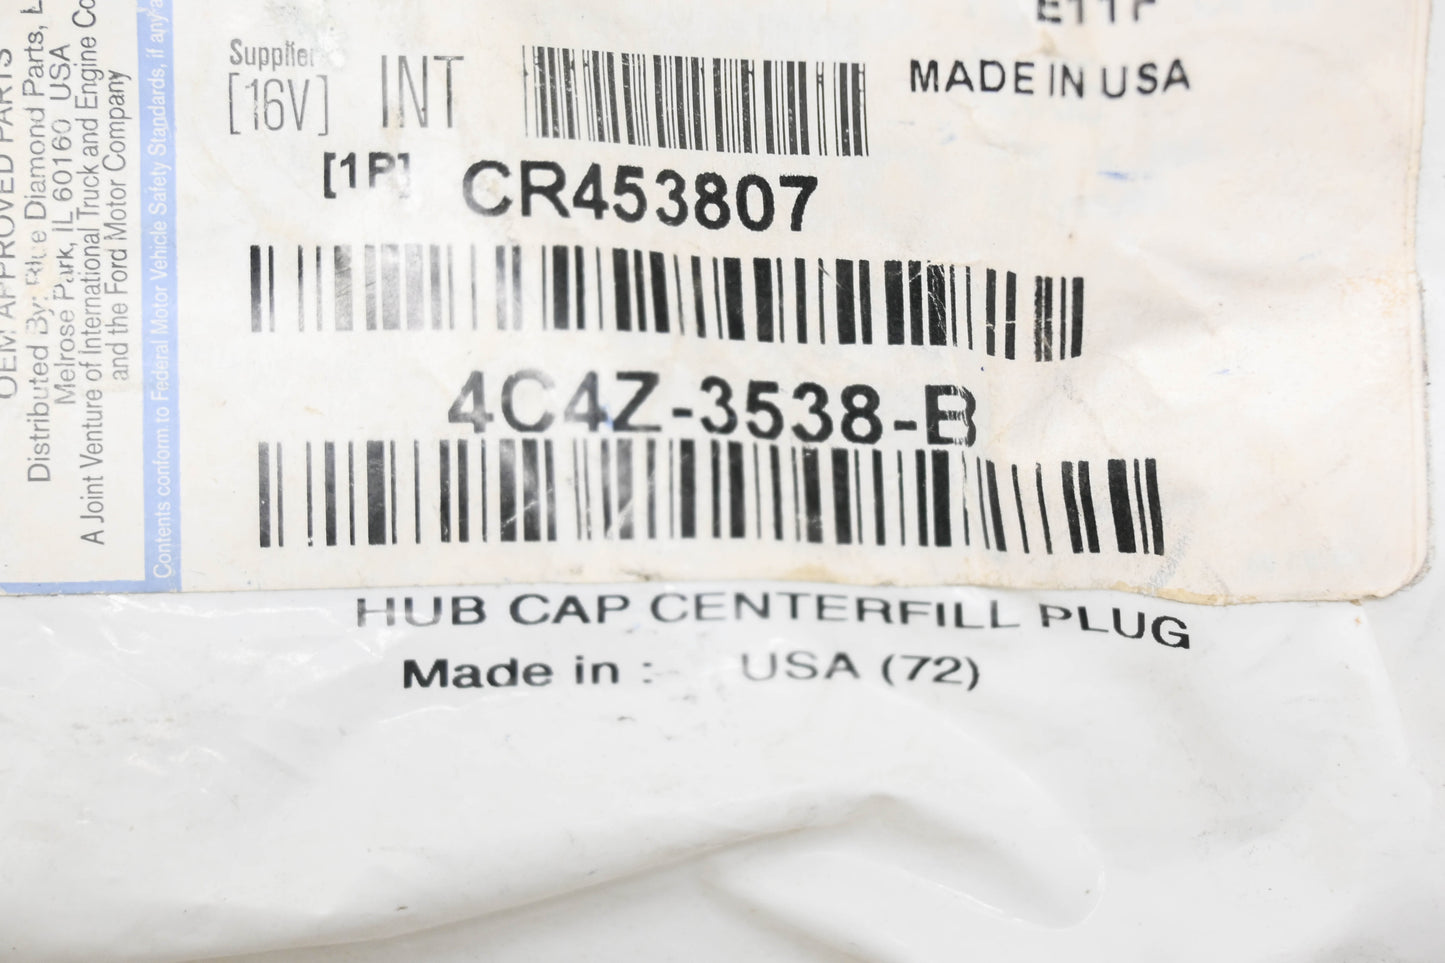 Supplier
[16V] INT
MADE IN USA
[1P] CR453807
4C4Z-3538-B
HUB CAP CENTERFILL PLUG
Made in :- USA (72)
OEM APPROVED PARTS
Distributed By: Blue Diamond Parts,
Melrose Park, IL 60160 USA
A Joint Venture of International Truck and Engine
and the Ford Motor Company
Contents conform to Federal Motor Vehicle Safety Standards, if any